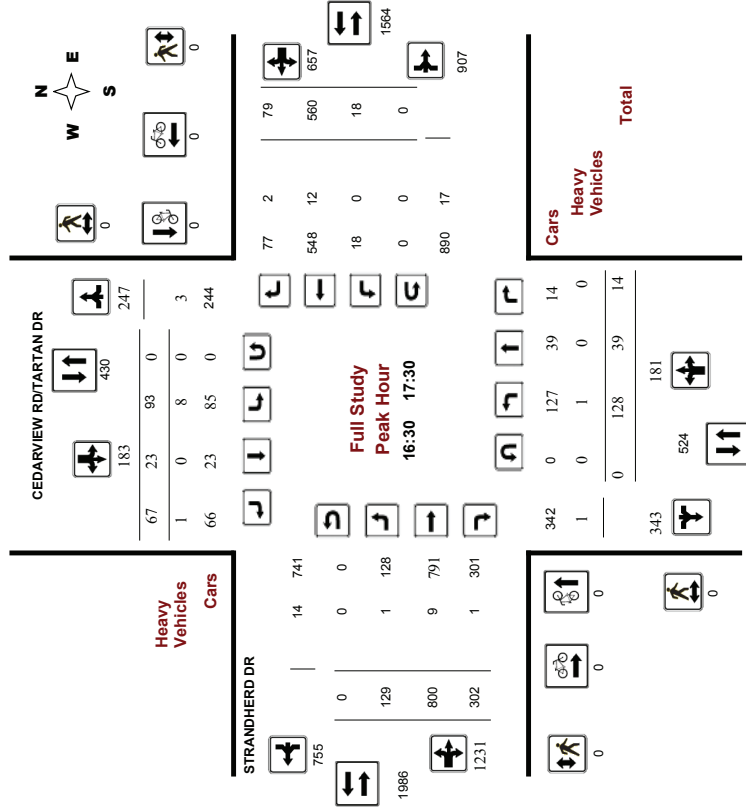 N
W E
S
0
0
0
0
CEDARVIEW RD/TARTAN DR
430
183
247
67 23 93 0
1 0 8 0 3
66 23 85 0 244
Heavy
Vehicles
Cars
1564
657
907
77 2 79
548 12 560
18 0 18
0 0 0
890 17
Full Study
Peak Hour
16:30 17:30
STRANDHERD DR
755
1986
1231
14 741
0 0 0
129 1 128
800 9 791
302 1 301
Cars
Heavy
Vehicles
Total
342 0 127 39 14
1 0 1 0 0
0 128 39 14
343
524
181
0
0
0
0